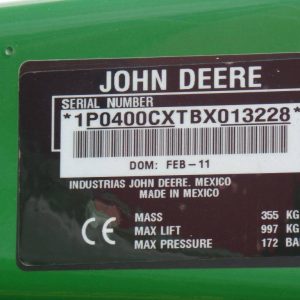 JOHN DEERE
SERIAL NUMBER
*1P0400CXTBX013228*
DOM: FEB-11
INDUSTRIAS JOHN DEERE, MEXICO
MADE IN MEXICO
CE
MASS 355 KG
MAX LIFT 997 KG
MAX PRESSURE 172 BA